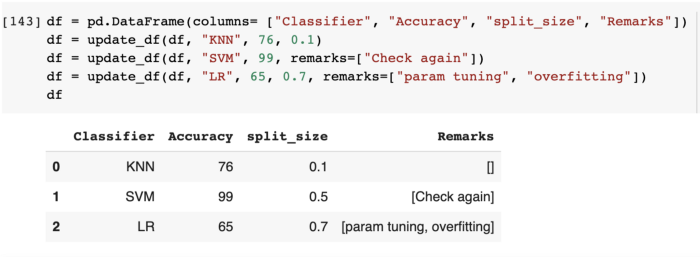 [143] df = pd.DataFrame(columns= ["Classifier", "Accuracy", "split_size", "Remarks"])
df = update_df(df, "KNN", 76, 0.1)
df = update_df(df, "SVM", 99, remarks=["Check again"])
df = update_df(df, "LR", 65, 0.7, remarks=["param tuning", "overfitting"])
df
Classifier Accuracy split_size Remarks
0 KNN 76 0.1 []
1 SVM 99 0.5 [Check again]
2 LR 65 0.7 [param tuning, overfitting]